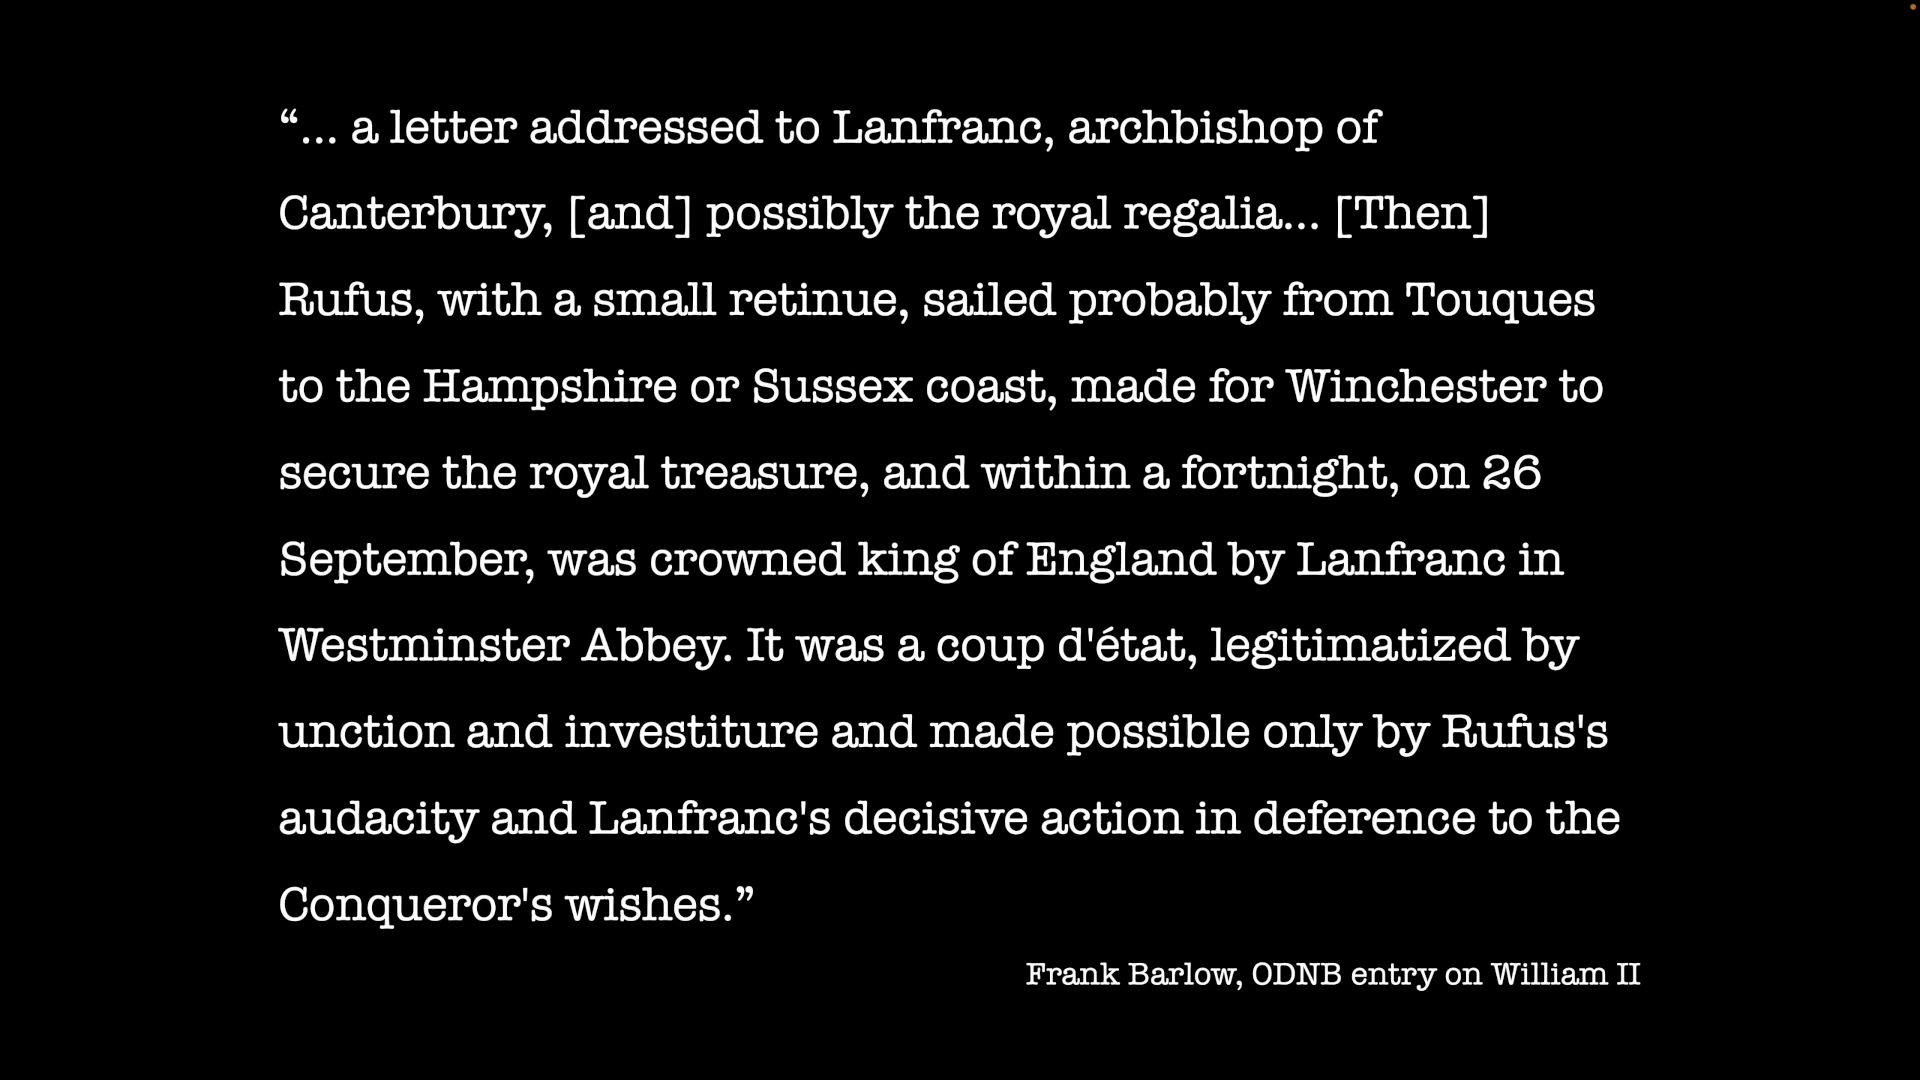 “... a letter addressed to Lanfranc, archbishop of
Canterbury, [and] possibly the royal regalia... [Then]
Rufus, with a small retinue, sailed probably from Touques
to the Hampshire or Sussex coast, made for Winchester to
secure the royal treasure, and within a fortnight, on 26
September, was crowned king of England by Lanfranc in
Westminster Abbey. It was a coup d'état, legitimatized by
unction and investiture and made possible only by Rufus's
audacity and Lanfranc's decisive action in deference to the
Conqueror's wishes.”
Frank Barlow, ODNB entry on William II